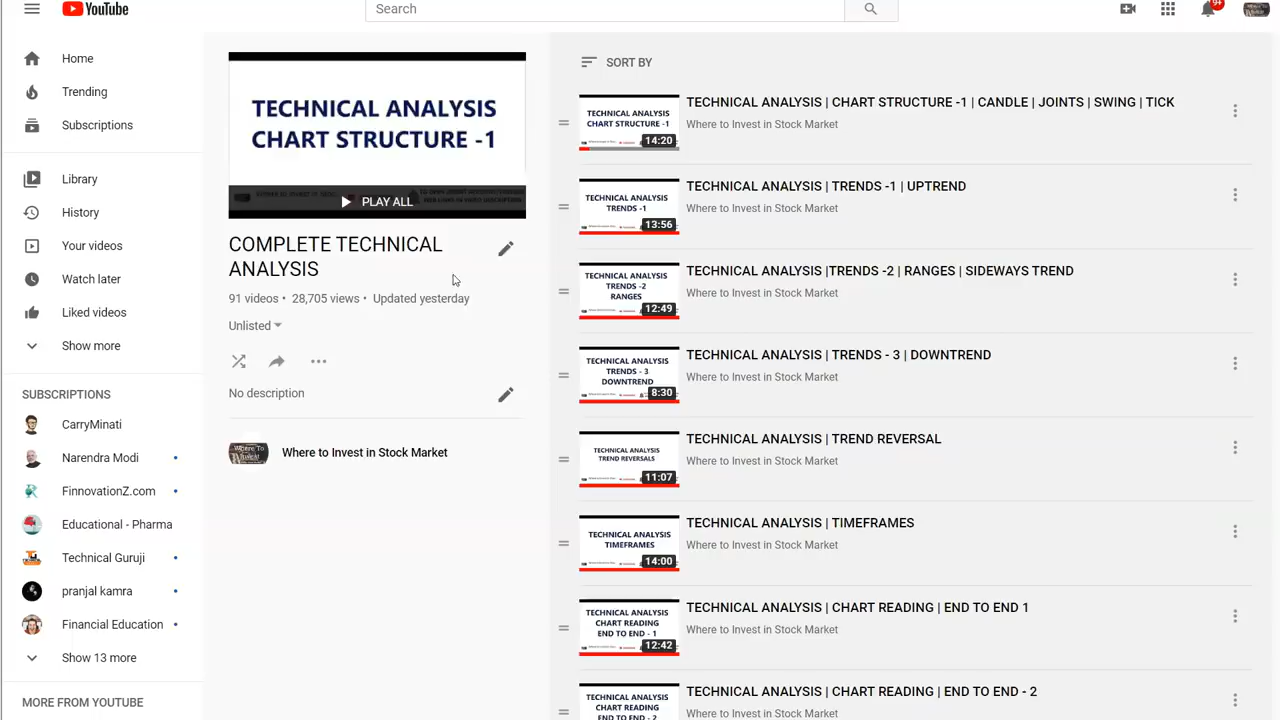 YouTube
Search
9+
Home
Trending
Subscriptions
Library
History
Your videos
Watch later
Liked videos
Show more
SUBSCRIPTIONS
CarryMinati
Narendra Modi
FinnovationZ.com
Educational - Pharma
Technical Guruji
pranjal kamra
Financial Education
Show 13 more
MORE FROM YOUTUBE
TECHNICAL ANALYSIS
CHART STRUCTURE -1
PLAY ALL
COMPLETE TECHNICAL
ANALYSIS
91 videos • 28,705 views • Updated yesterday
Unlisted
No description
Where to Invest in Stock Market
SORT BY
TECHNICAL ANALYSIS
CHART STRUCTURE -1
14:20
TECHNICAL ANALYSIS | CHART STRUCTURE -1 | CANDLE | JOINTS | SWING | TICK
Where to Invest in Stock Market
TECHNICAL ANALYSIS
TRENDS -1
13:56
TECHNICAL ANALYSIS | TRENDS -1 | UPTREND
Where to Invest in Stock Market
TECHNICAL ANALYSIS
TRENDS -2
RANGES
12:49
TECHNICAL ANALYSIS |TRENDS -2 | RANGES | SIDEWAYS TREND
Where to Invest in Stock Market
TECHNICAL ANALYSIS
TRENDS - 3
DOWNTREND
8:30
TECHNICAL ANALYSIS | TRENDS - 3 | DOWNTREND
Where to Invest in Stock Market
TECHNICAL ANALYSIS
TREND REVERSALS
11:07
TECHNICAL ANALYSIS | TREND REVERSAL
Where to Invest in Stock Market
TECHNICAL ANALYSIS
TIMEFRAMES
14:00
TECHNICAL ANALYSIS | TIMEFRAMES
Where to Invest in Stock Market
TECHNICAL ANALYSIS
CHART READING
END TO END - 1
12:42
TECHNICAL ANALYSIS | CHART READING | END TO END 1
Where to Invest in Stock Market
TECHNICAL ANALYSIS
CHART READING
END TO END - 2
TECHNICAL ANALYSIS | CHART READING | END TO END - 2
Where to Invest in Stock Market